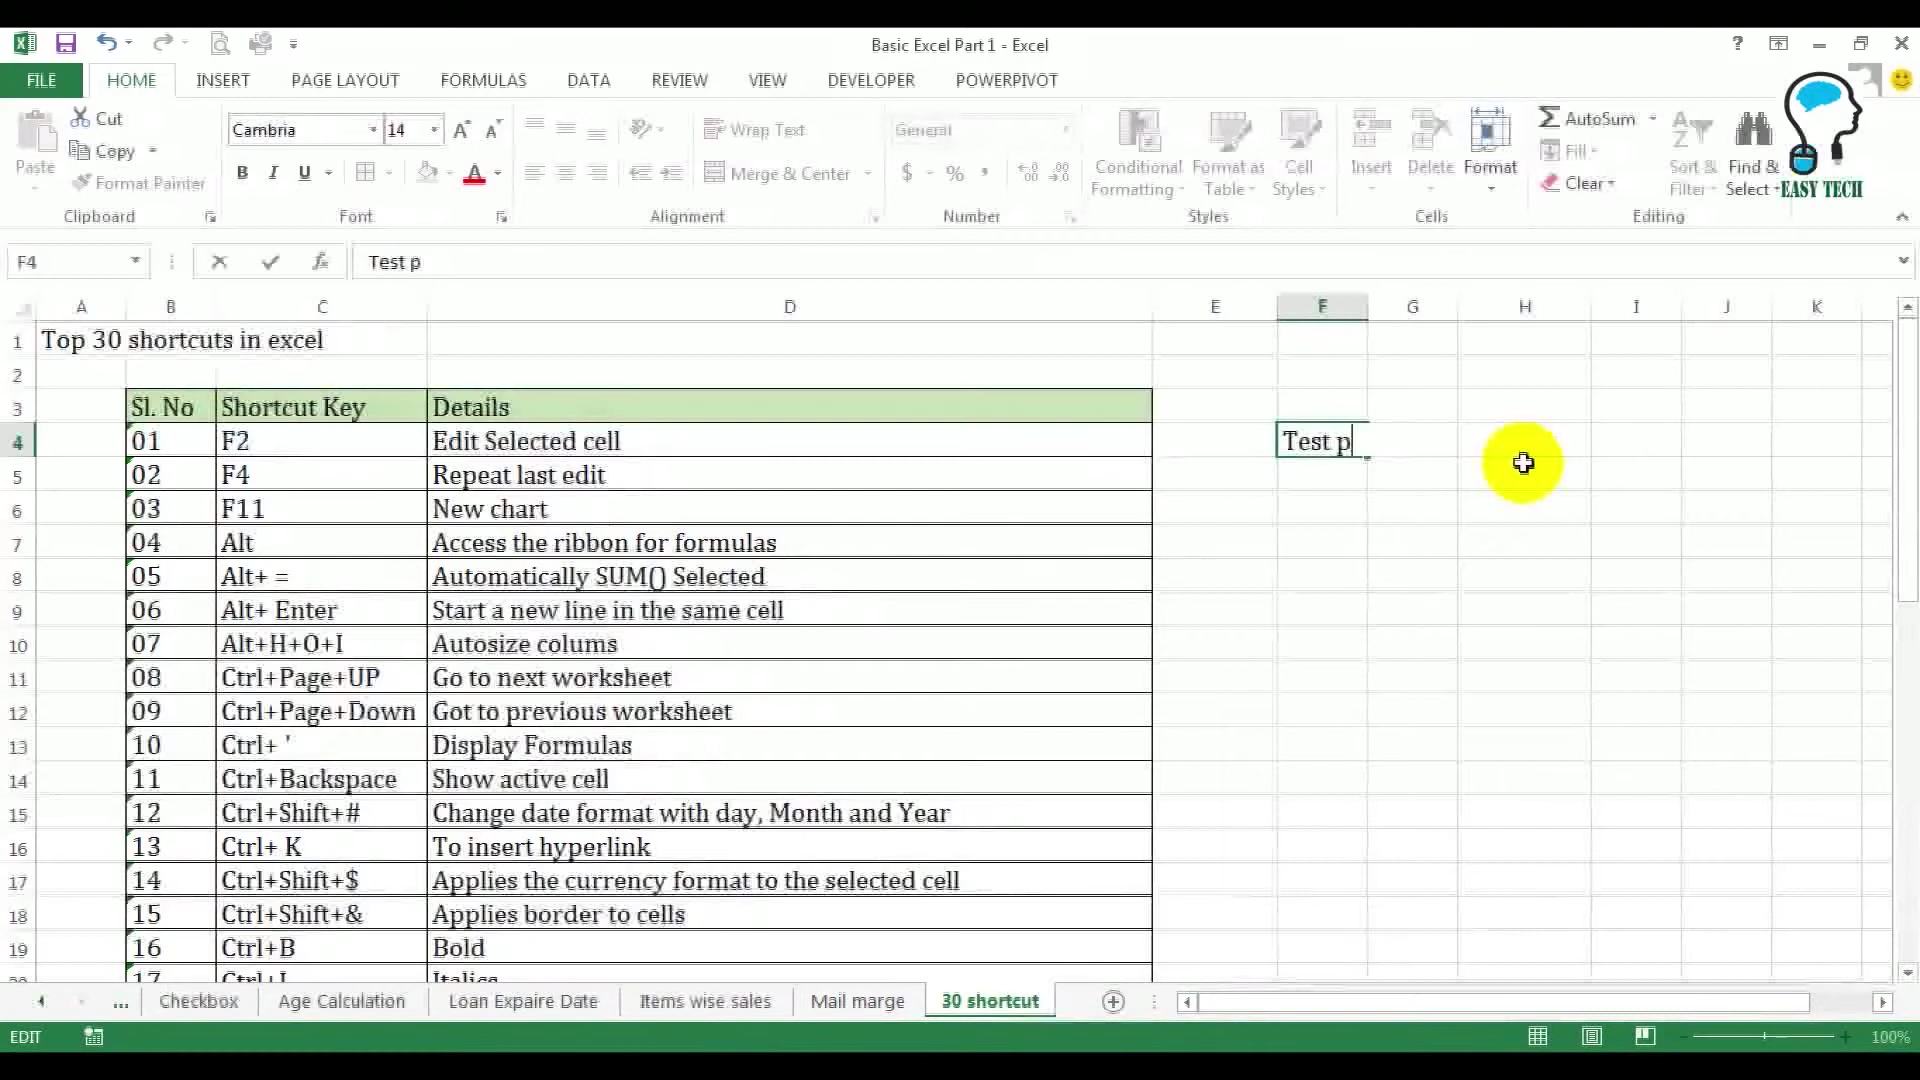 Basic Excel Part 1 - Excel
FILE HOME INSERT PAGE LAYOUT FORMULAS DATA REVIEW VIEW DEVELOPER POWERPIVOT
Cut
Copy
Format Painter
Paste
Clipboard
Cambria 14
B I U A
Font
Wrap Text
Merge & Center
Alignment
General
$ % ,
Number
Conditional Formatting
Format as Table
Cell Styles
Styles
Insert
Delete
Format
Cells
AutoSum
Fill
Clear
Sort & Filter
Find & Select
Editing
EASY TECH
F4 Test p
A B C D E F G H I J K
1 Top 30 shortcuts in excel
2
3 Sl. No Shortcut Key Details
4 01 F2 Edit Selected cell Test p
5 02 F4 Repeat last edit
6 03 F11 New chart
7 04 Alt Access the ribbon for formulas
8 05 Alt+ = Automatically SUM() Selected
9 06 Alt+ Enter Start a new line in the same cell
10 07 Alt+H+O+I Autosize colums
11 08 Ctrl+Page+UP Go to next worksheet
12 09 Ctrl+Page+Down Got to previous worksheet
13 10 Ctrl+ ' Display Formulas
14 11 Ctrl+Backspace Show active cell
15 12 Ctrl+Shift+# Change date format with day, Month and Year
16 13 Ctrl+ K To insert hyperlink
17 14 Ctrl+Shift+$ Applies the currency format to the selected cell
18 15 Ctrl+Shift+& Applies border to cells
19 16 Ctrl+B Bold
17 Ctrl+I Italics
... Checkbox Age Calculation Loan Expaire Date Items wise sales Mail marge 30 shortcut
EDIT 100%